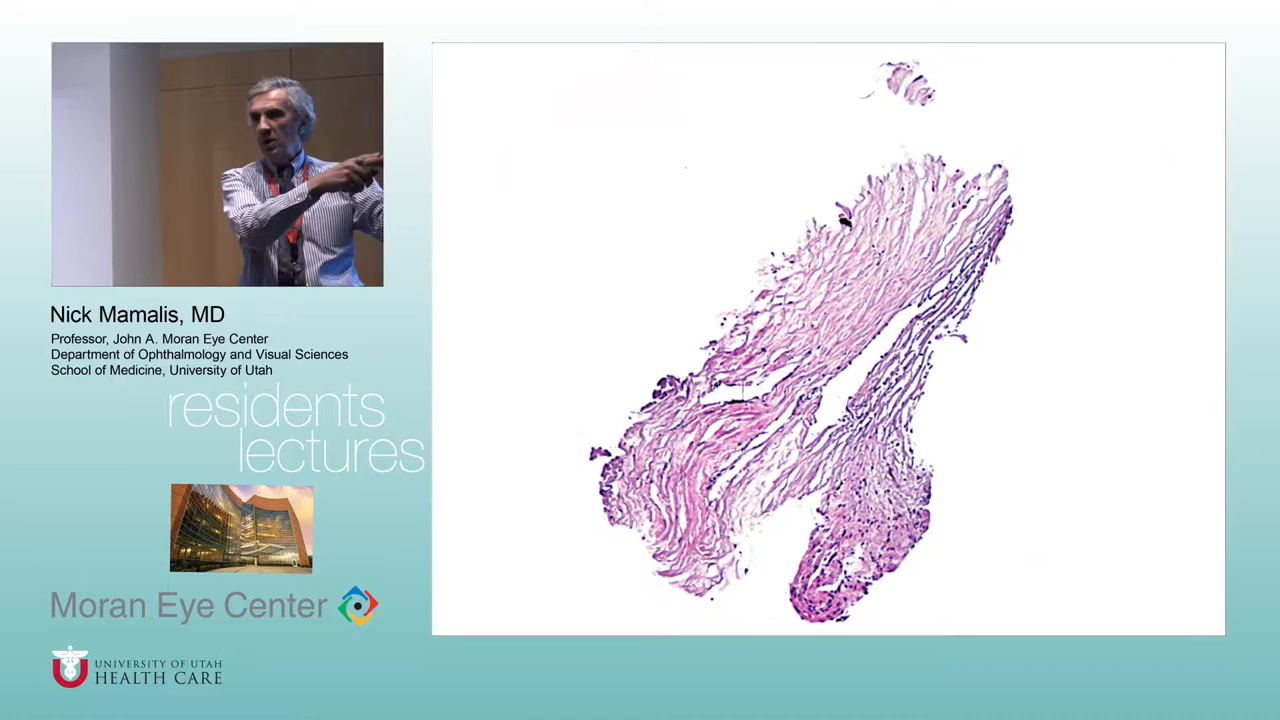 Nick Mamalis, MD
Professor, John A. Moran Eye Center
Department of Ophthalmology and Visual Sciences
School of Medicine, University of Utah
residents
lectures
Moran Eye Center
UNIVERSITY OF UTAH
HEALTH CARE